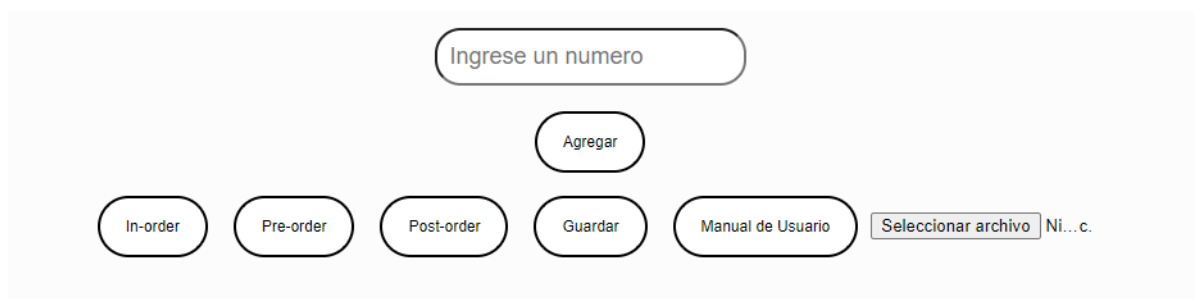 Ingrese un numero
Agregar
In-order Pre-order Post-order Guardar Manual de Usuario Seleccionar archivo Ni...c.